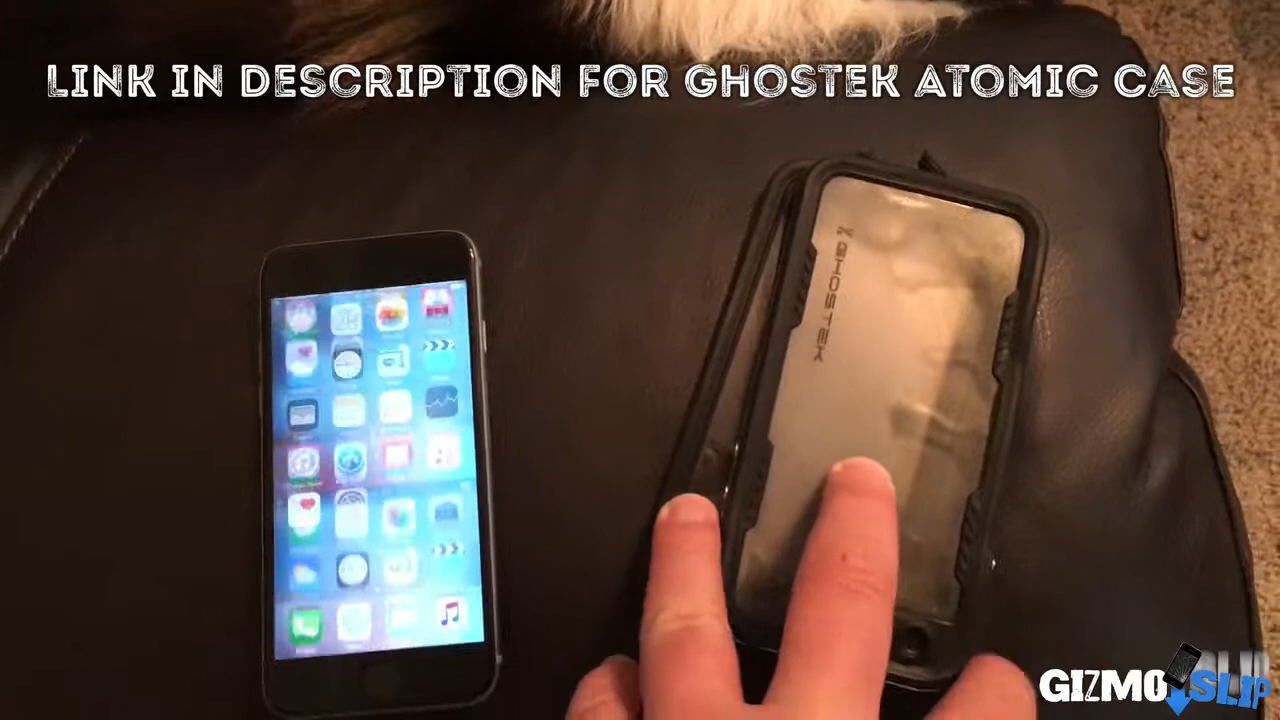 LINK IN DESCRIPTION FOR GHOSTEK ATOMIC CASE
GHOSTEK
GIZMOSLIP